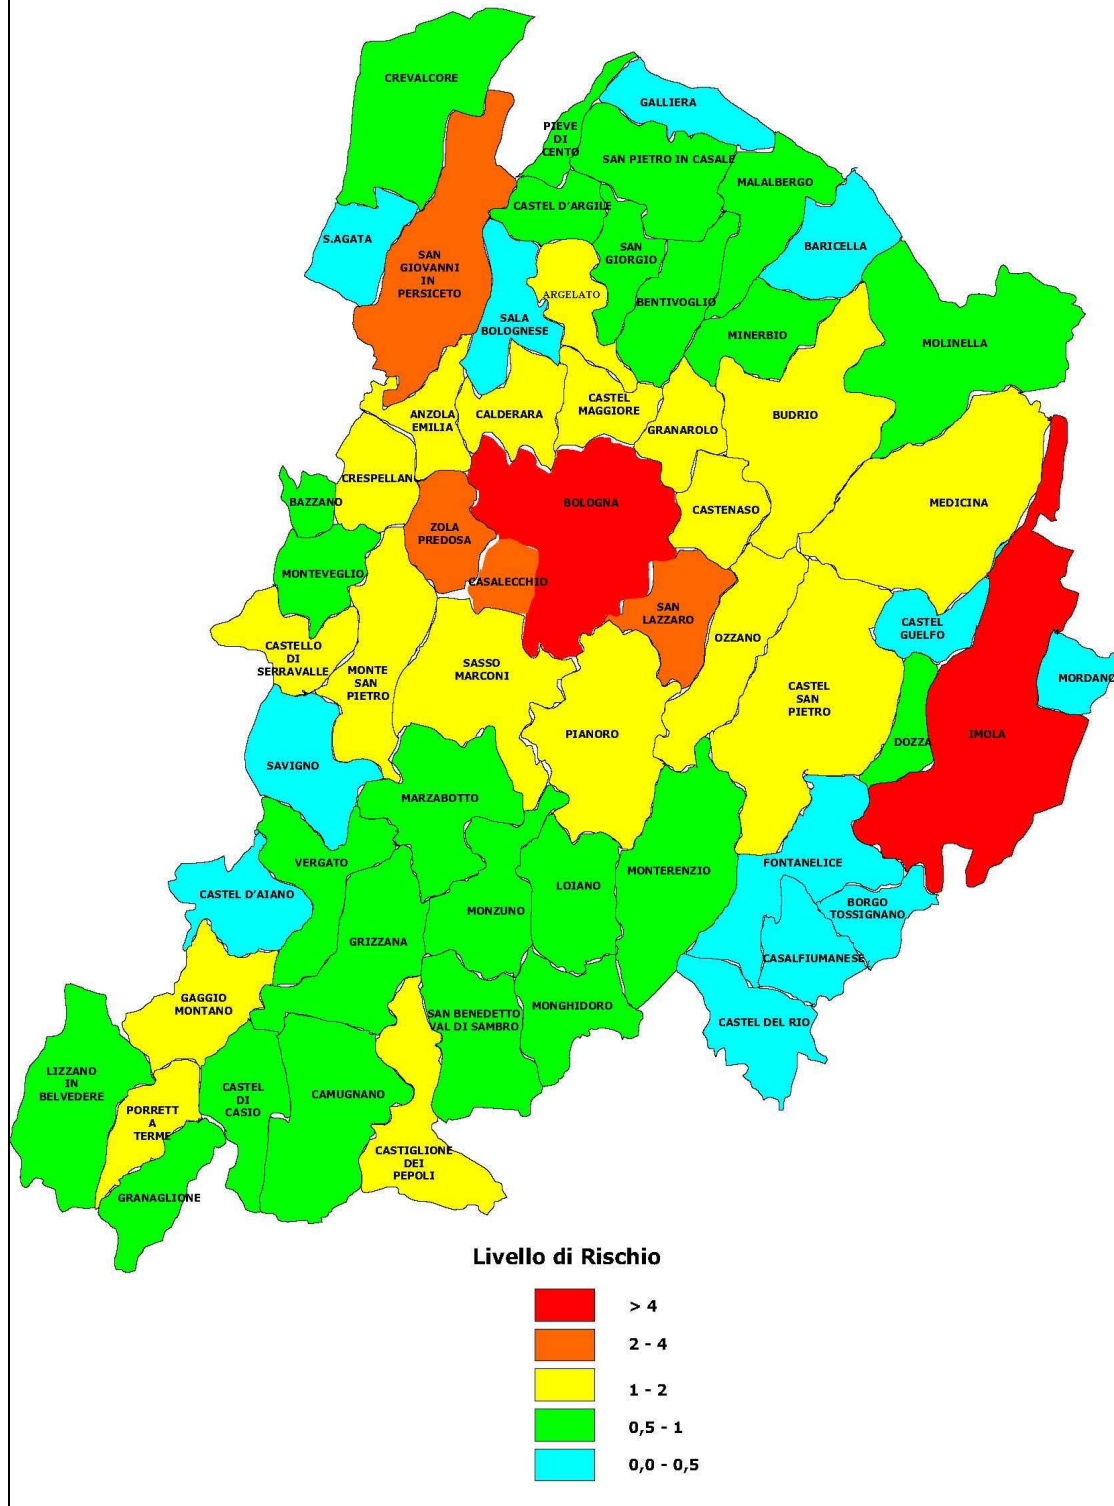 CREVALCORE
GALLIERA
PIEVE
DI
CENTO
SAN PIETRO IN CASALE
MALALBERGO
CASTEL D'ARGILE
S.AGATA
SAN
GIOVANNI
IN
PERSICETO
SAN
GIORGIO
BARICELLA
ARGELATO
BENTIVOGLIO
SALA
BOLOGNESE
MINERBIO
MOLINELLA
ANZOLA
EMILIA
CALDERARA
CASTEL
MAGGIORE
GRANAROLO
BUDRIO
CRESPELLAN
BAZZANO
BOLOGNA
CASTENASO
MEDICINA
ZOLA
PREDOSA
MONTEVEGLIO
CASALECCHIO
SAN
LAZZARO
OZZANO
CASTEL
GUELFO
CASTELLO
DI
SERRAVALLE
MONTE
SAN
PIETRO
SASSO
MARCONI
CASTEL
SAN
PIETRO
MORDANO
PIANORO
DOZZA
IMOLA
SAVIGNO
MARZABOTTO
VERGATO
FONTANELICE
MONTERENZIO
LOIANO
CASTEL D'AIANO
MONZUNO
BORGO
TOSSIGNANO
GRIZZANA
CASALFIUMANESE
GAGGIO
MONTANO
SAN BENEDETTO
VAL DI SAMBRO
MONGHIDORO
CASTEL DEL RIO
LIZZANO
IN
BELVEDERE
CASTEL
DI
CASIO
CAMUGNANO
PORRETT
A
TERME
CASTIGLIONE
DEI
PEPOLI
GRANAGLIONE
Livello di Rischio
> 4
2 - 4
1 - 2
0,5 - 1
0,0 - 0,5